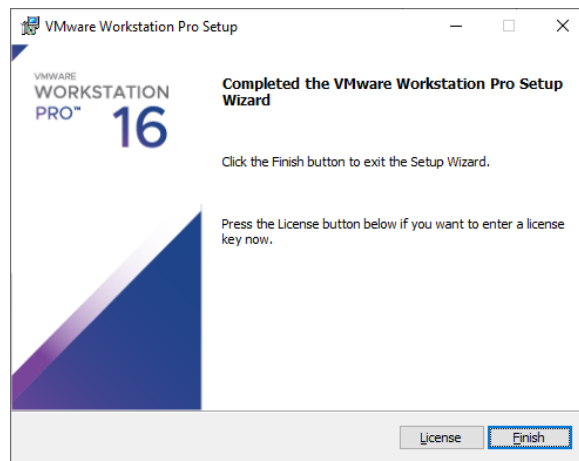 VMware Workstation Pro Setup
VMWARE
WORKSTATION
PRO™ 16
Completed the VMware Workstation Pro Setup
Wizard
Click the Finish button to exit the Setup Wizard.
Press the License button below if you want to enter a license
key now.
License
Finish